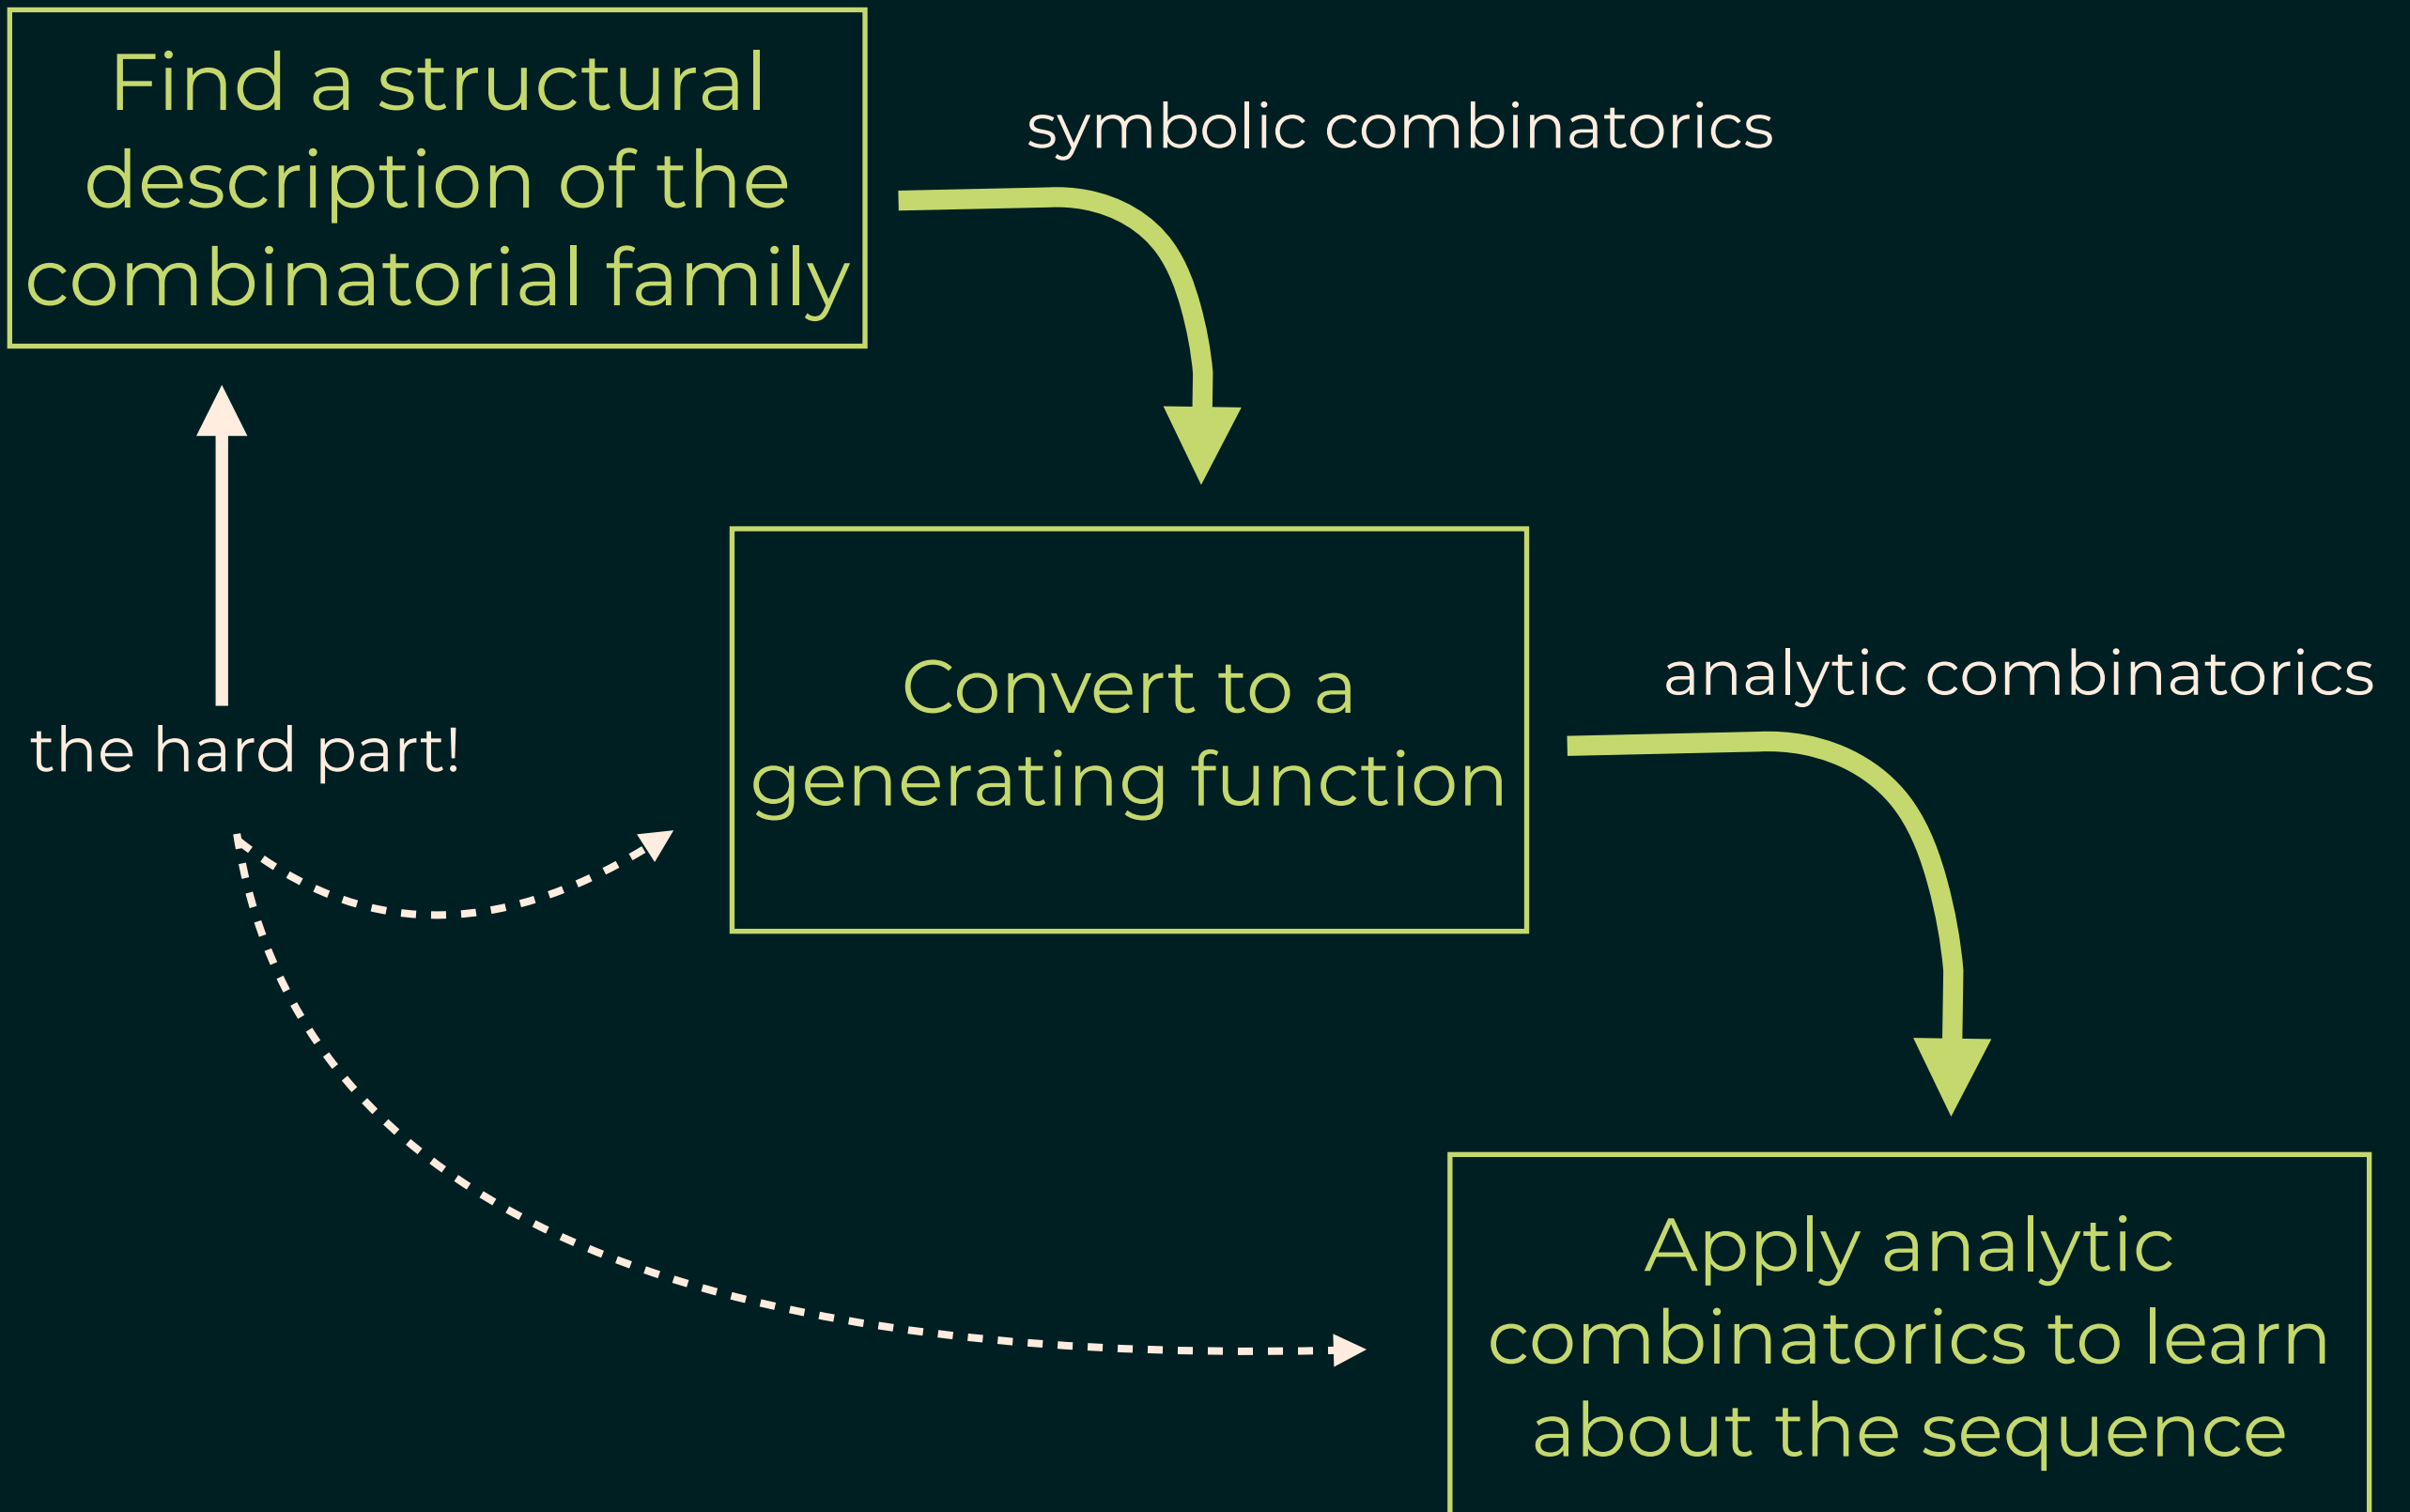 Find a structural
description of the
combinatorial family
symbolic combinatorics
Convert to a
generating function
analytic combinatorics
the hard part!
Apply analytic
combinatorics to learn
about the sequence